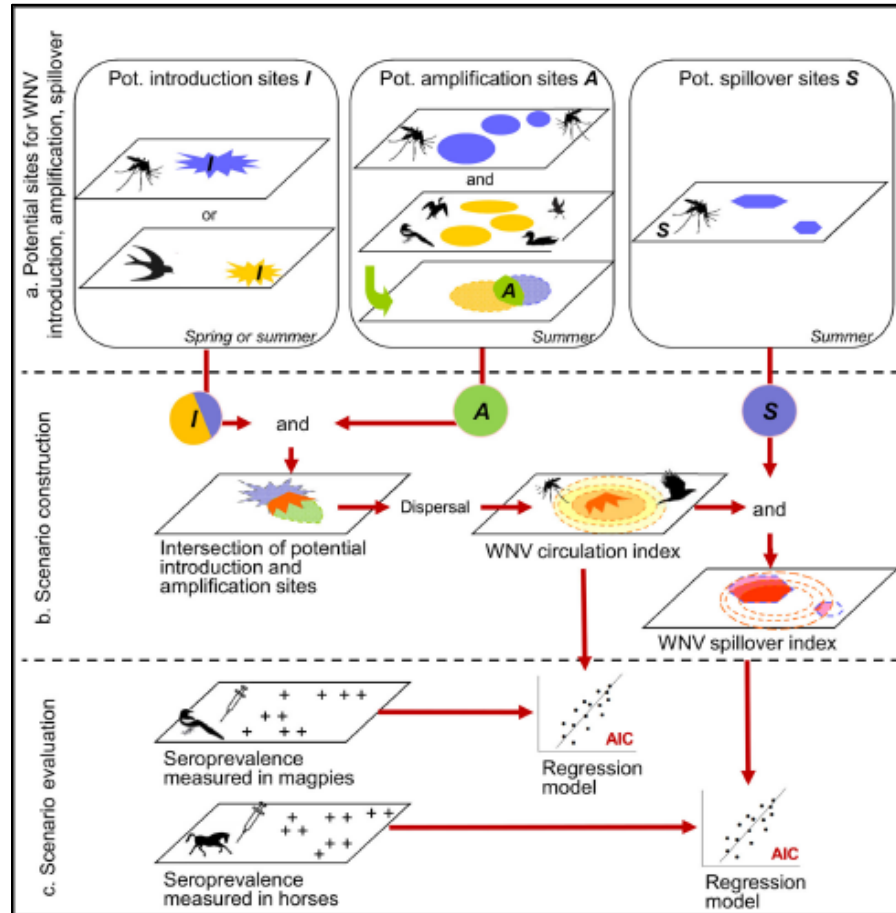 a. Potential sites for WNV
introduction, amplification, spillover
Pot. introduction sites I
I
or
I
Spring or summer
Pot. amplification sites A
and
A
Summer
Pot. spillover sites S
S
Summer
b. Scenario construction
I
and
A
S
Intersection of potential
introduction and
amplification sites
Dispersal
WNV circulation index
and
WNV spillover index
c. Scenario evaluation
Seroprevalence
measured in magpies
AIC
Regression
model
Seroprevalence
measured in horses
AIC
Regression
model